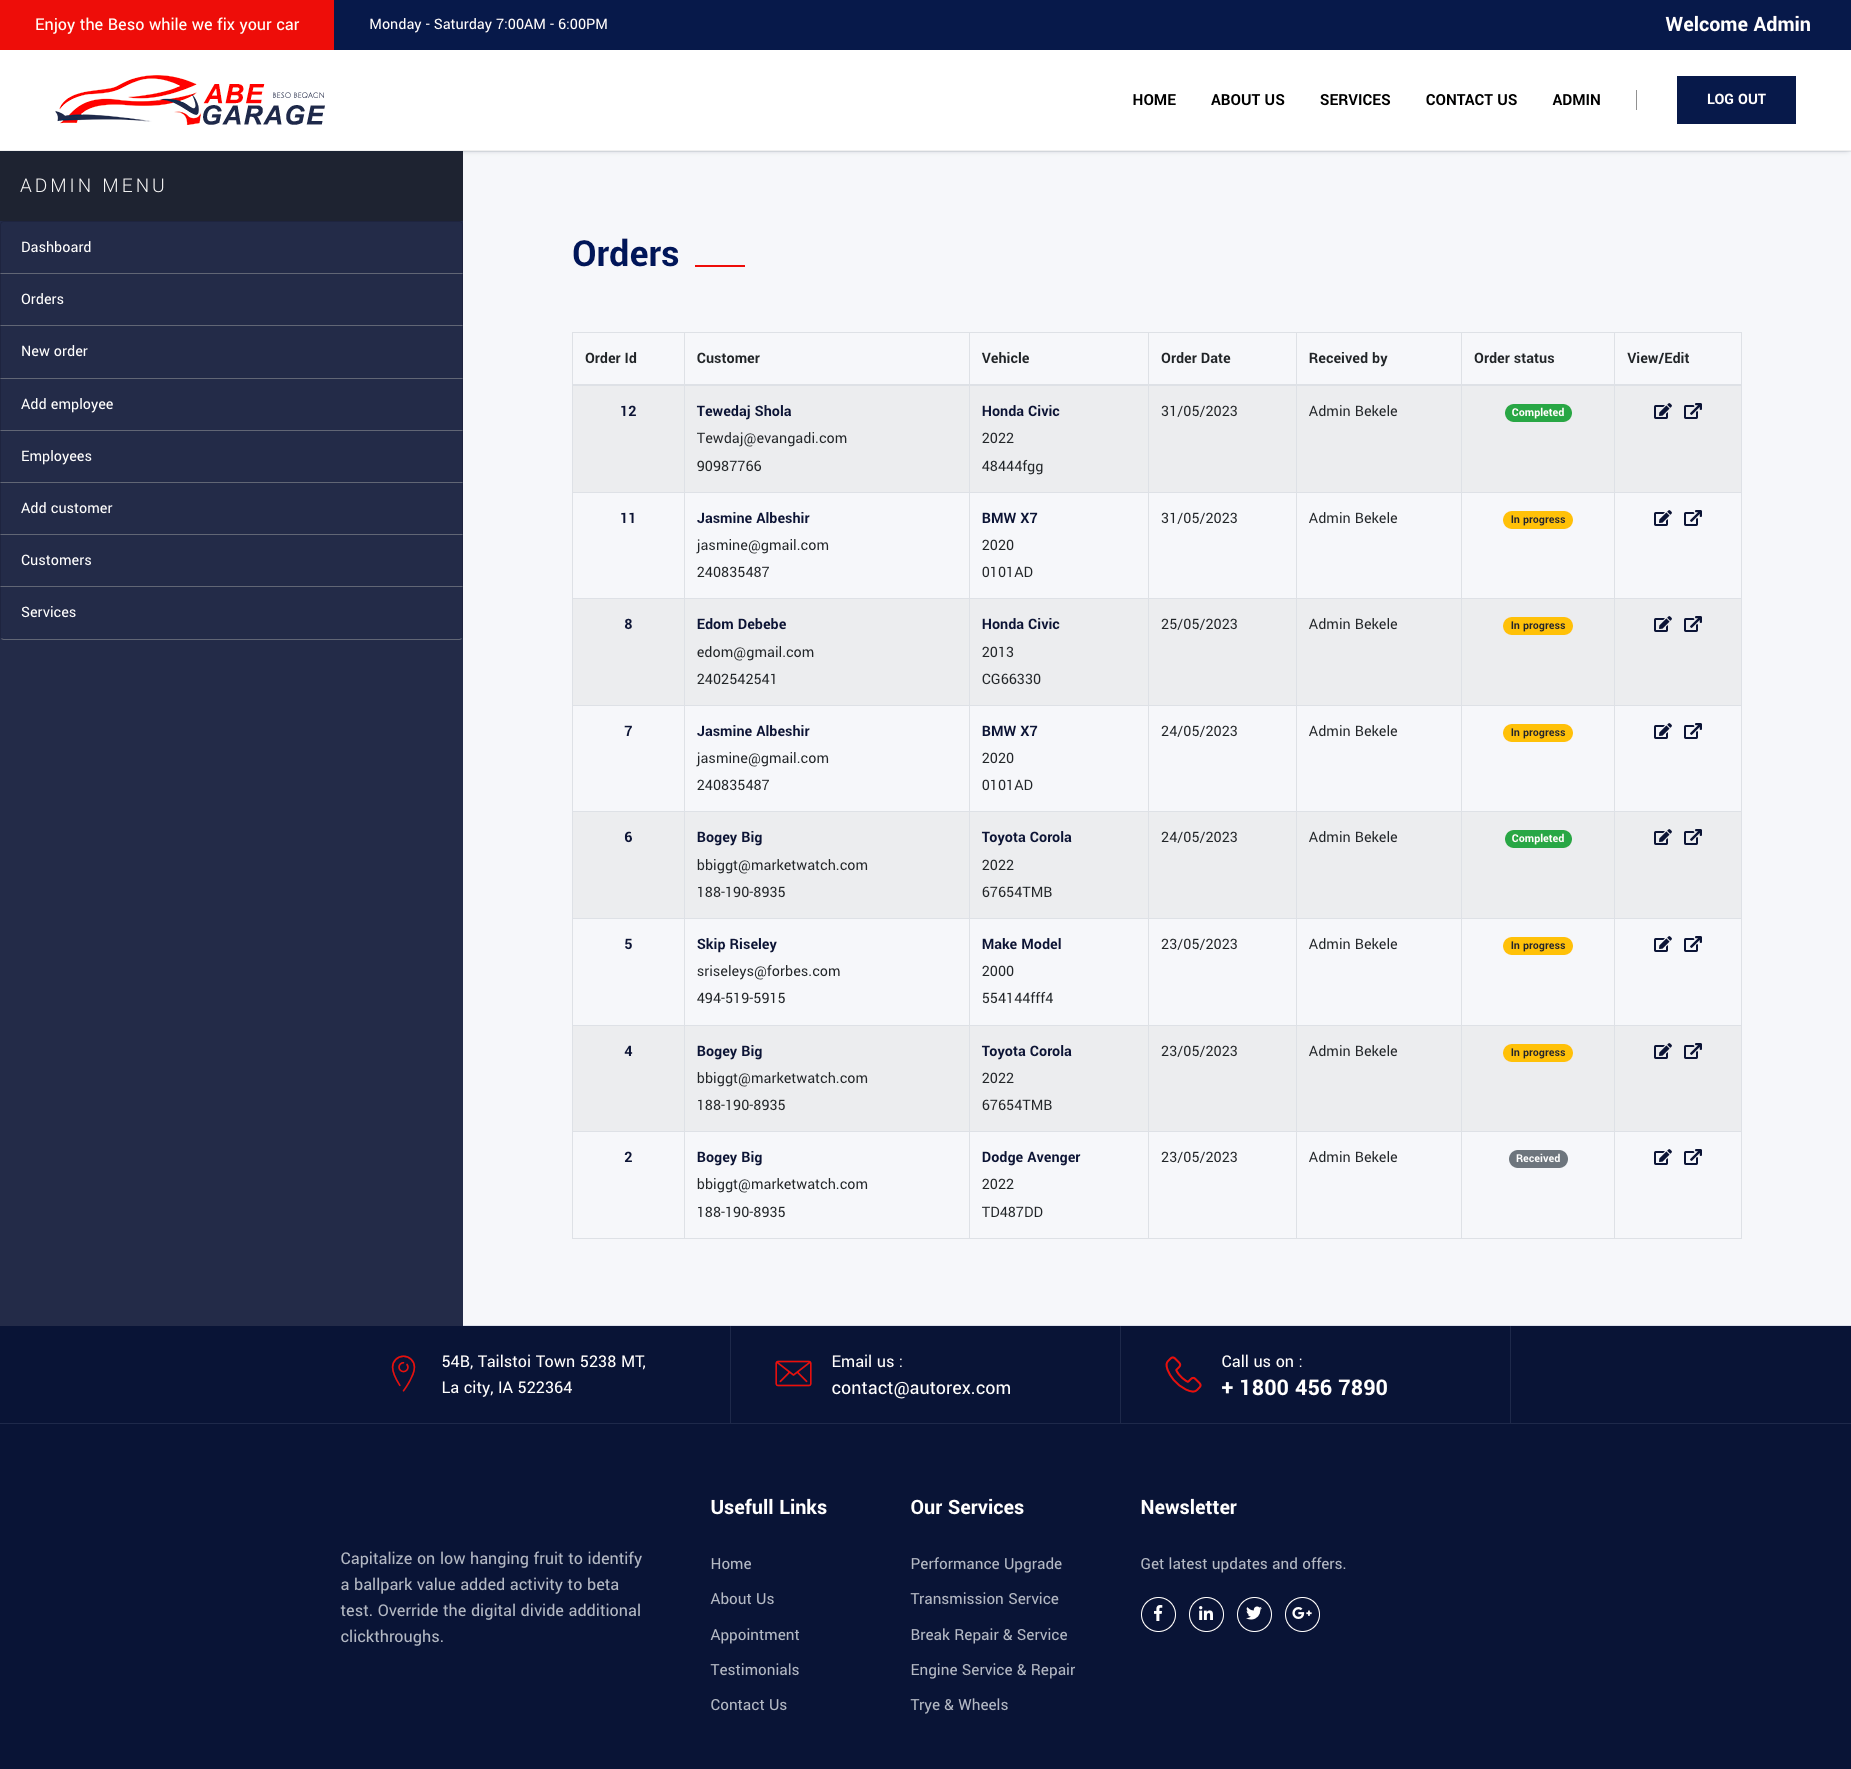 Enjoy the Beso while we fix your car
Monday - Saturday 7:00AM - 6:00PM
Welcome Admin
ABE BESO BEQACN
GARAGE
HOME ABOUT US SERVICES CONTACT US ADMIN LOG OUT
ADMIN MENU
Dashboard
Orders
New order
Add employee
Employees
Add customer
Customers
Services
Orders
Order Id Customer Vehicle Order Date Received by Order status View/Edit
12 Tewedaj Shola Honda Civic 31/05/2023 Admin Bekele Completed
Tewdaj@evangadi.com 2022
90987766 48444fgg
11 Jasmine Albeshir BMW X7 31/05/2023 Admin Bekele In progress
jasmine@gmail.com 2020
240835487 0101AD
8 Edom Debebe Honda Civic 25/05/2023 Admin Bekele In progress
edom@gmail.com 2013
2402542541 CG66330
7 Jasmine Albeshir BMW X7 24/05/2023 Admin Bekele In progress
jasmine@gmail.com 2020
240835487 0101AD
6 Bogey Big Toyota Corola 24/05/2023 Admin Bekele Completed
bbiggt@marketwatch.com 2022
188-190-8935 67654TMB
5 Skip Riseley Make Model 23/05/2023 Admin Bekele In progress
sriseleys@forbes.com 2000
494-519-5915 554144fff4
4 Bogey Big Toyota Corola 23/05/2023 Admin Bekele In progress
bbiggt@marketwatch.com 2022
188-190-8935 67654TMB
2 Bogey Big Dodge Avenger 23/05/2023 Admin Bekele Received
bbiggt@marketwatch.com 2022
188-190-8935 TD487DD
54B, Tailstoi Town 5238 MT,
La city, IA 522364
Email us :
contact@autorex.com
Call us on :
+ 1800 456 7890
Capitalize on low hanging fruit to identify
a ballpark value added activity to beta
test. Override the digital divide additional
clickthroughs.
Usefull Links
Home
About Us
Appointment
Testimonials
Contact Us
Our Services
Performance Upgrade
Transmission Service
Break Repair & Service
Engine Service & Repair
Trye & Wheels
Newsletter
Get latest updates and offers.